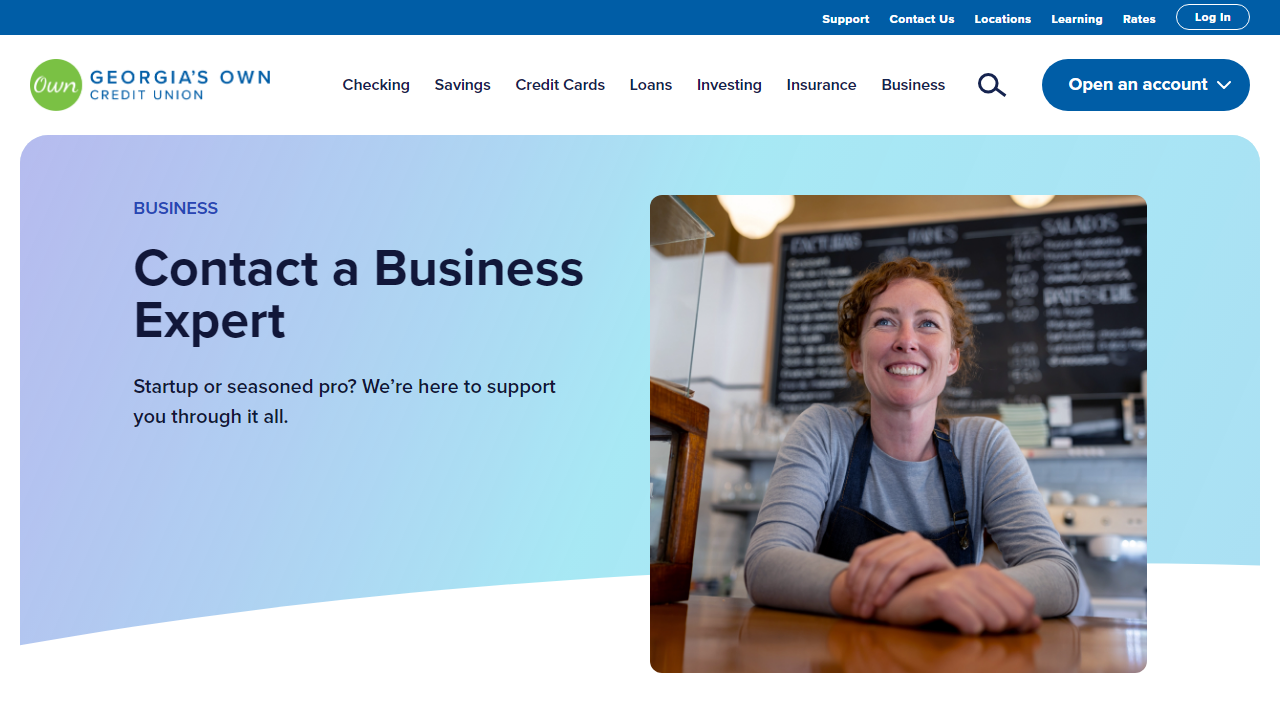 Support Contact Us Locations Learning Rates Log In
Own GEORGIA'S OWN
CREDIT UNION
Checking Savings Credit Cards Loans Investing Insurance Business Open an account
BUSINESS
Contact a Business
Expert
Startup or seasoned pro? We’re here to support
you through it all.
FACTURAS
SALADOS